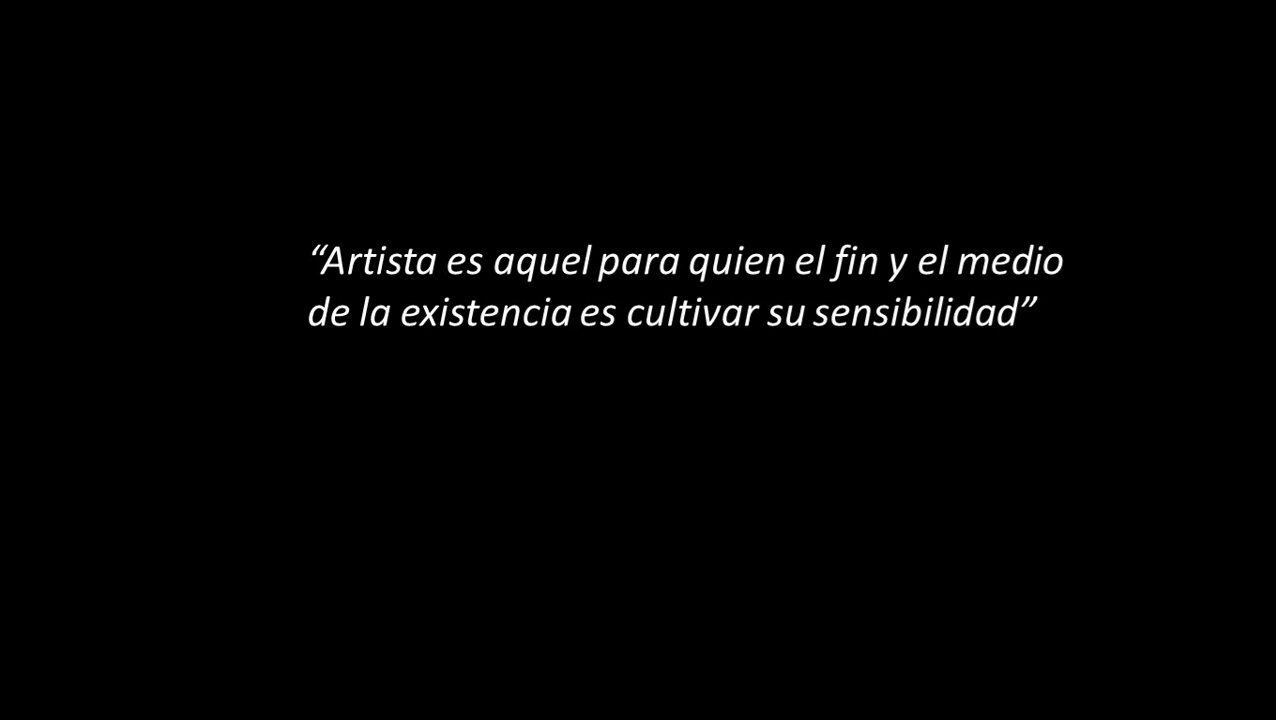 “Artista es aquel para quien el fin y el medio
de la existencia es cultivar su sensibilidad”